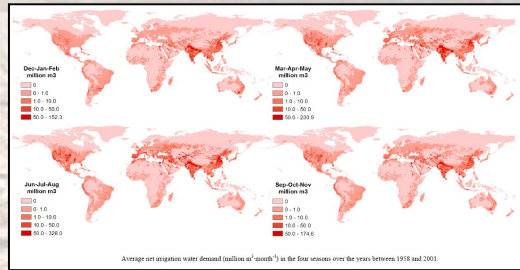 Dec-Jan-Feb
million m3
0
0 - 1.0
1.0 - 10.0
10.0 - 50.0
50.0 - 152.3
Mar-Apr-May
million m3
0
0 - 1.0
1.0 - 10.0
10.0 - 50.0
50.0 - 230.9
Jun-Jul-Aug
million m3
0
0 - 1.0
1.0 - 10.0
10.0 - 50.0
50.0 - 328.0
Sep-Oct-Nov
million m3
0
0 - 1.0
1.0 - 10.0
10.0 - 50.0
50.0 - 174.6
Average net irrigation water demand (million m³·month⁻¹) in the four seasons over the years between 1958 and 2001.